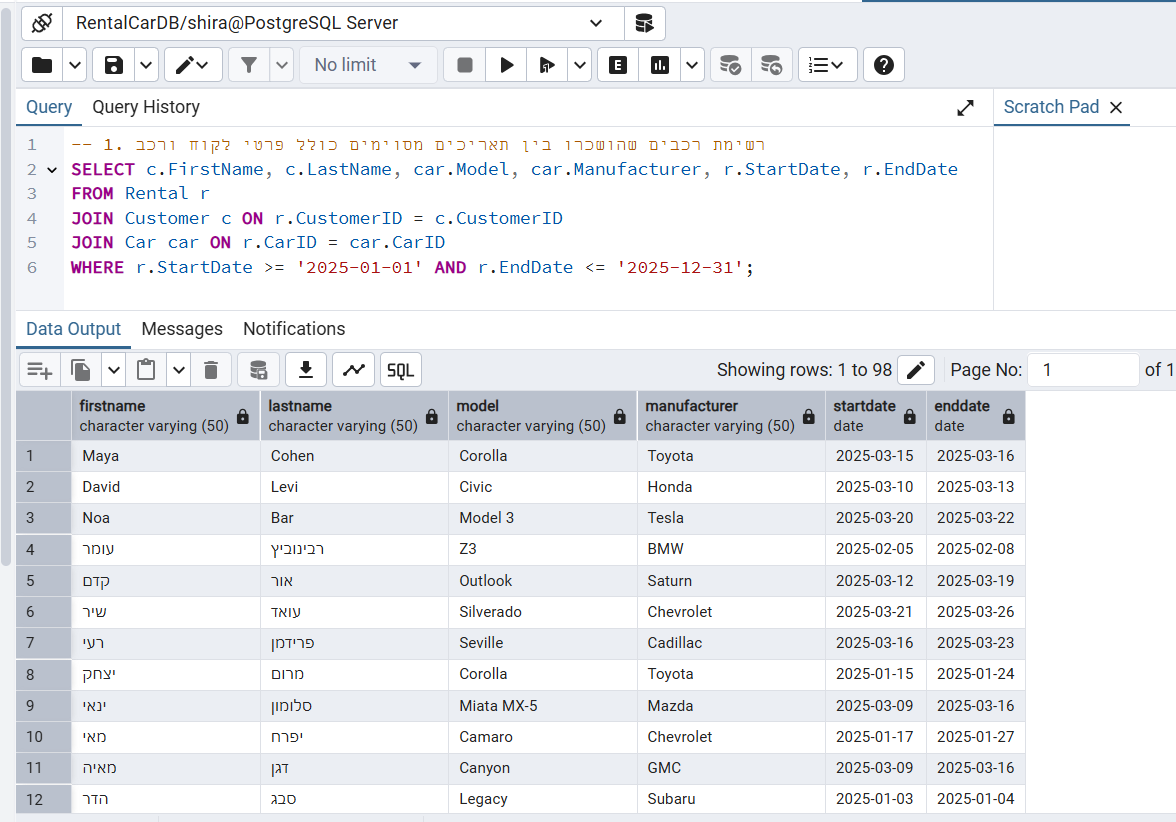 RentalCarDB/shira@PostgreSQL Server
No limit
E
Query Query History
Scratch Pad
1 -- 1. רשימת רכבים שהושכרו בין תאריכים מסוימים כולל פרטי לקוח ורכב
2 SELECT c.FirstName, c.LastName, car.Model, car.Manufacturer, r.StartDate, r.EndDate
3 FROM Rental r
4 JOIN Customer c ON r.CustomerID = c.CustomerID
5 JOIN Car car ON r.CarID = car.CarID
6 WHERE r.StartDate >= '2025-01-01' AND r.EndDate <= '2025-12-31';
Data Output Messages Notifications
SQL Showing rows: 1 to 98 Page No: 1 of 1
firstname lastname model manufacturer startdate enddate
character varying (50) character varying (50) character varying (50) character varying (50) date date
1 Maya Cohen Corolla Toyota 2025-03-15 2025-03-16
2 David Levi Civic Honda 2025-03-10 2025-03-13
3 Noa Bar Model 3 Tesla 2025-03-20 2025-03-22
4 עומר רבינוביץ Z3 BMW 2025-02-05 2025-02-08
5 קדם אור Outlook Saturn 2025-03-12 2025-03-19
6 שיר עואד Silverado Chevrolet 2025-03-21 2025-03-26
7 רעי פרידמן Seville Cadillac 2025-03-16 2025-03-23
8 יצחק מרום Corolla Toyota 2025-01-15 2025-01-24
9 ינאי סלומון Miata MX-5 Mazda 2025-03-09 2025-03-16
10 מאי יפרח Camaro Chevrolet 2025-01-17 2025-01-27
11 מאיה דגן Canyon GMC 2025-03-09 2025-03-16
12 הדר סבג Legacy Subaru 2025-01-03 2025-01-04